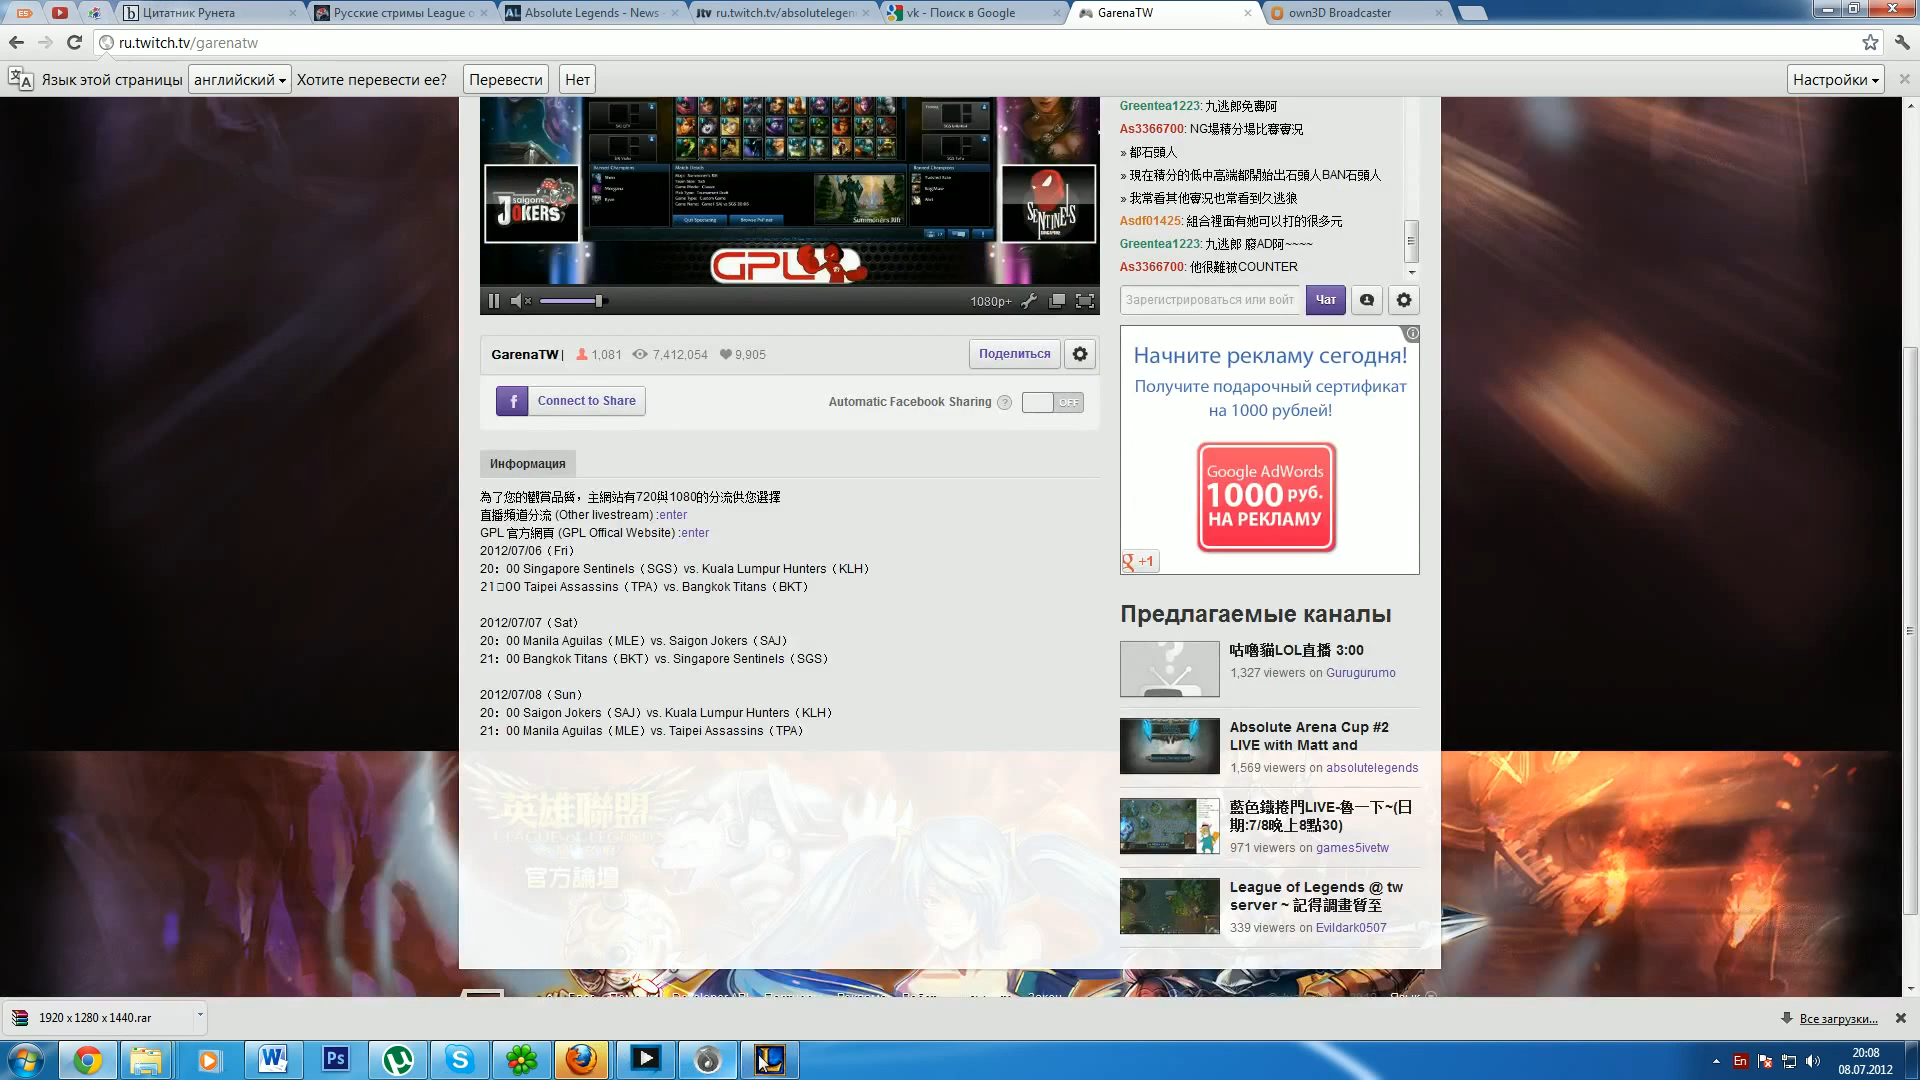 Цитатник Рунета
Русские стримы League o
Absolute Legends - News -
ru.twitch.tv/absolutelegen
vk - Поиск в Google
GarenaTW
own3D Broadcaster
ru.twitch.tv/garenatw
Язык этой страницы
английский
Хотите перевести ее?
Перевести
Нет
Настройки
Greentea1223: 九逃郎免費阿
As3366700: NG場積分場比審審況
» 都石頭人
» 現在積分的低中高端都開始出石頭人BAN石頭人
» 我常看其他審況也常看到久逃狼
Asdf01425: 組合裡面有她可以打的很多元
Greentea1223: 九逃郎 廢AD阿~~~~
As3366700: 他很難被COUNTER
Saigon
JOKERS
Summoners Rift
SENTINELS
GPL
1080p+
Зарегистрироваться или войт
Чат
GarenaTW |
1,081
7,412,054
9,905
Поделиться
Connect to Share
Automatic Facebook Sharing
OFF
Начните рекламу сегодня!
Получите подарочный сертификат
на 1000 рублей!
Google AdWords
1000 руб.
НА РЕКЛАМУ
+1
Информация
為了您的觀賞品質，主網站有720與1080的分流供您選擇
直播頻道分流 (Other livestream) :enter
GPL 官方網頁 (GPL Offical Website) :enter
2012/07/06（Fri）
20：00 Singapore Sentinels（SGS）vs. Kuala Lumpur Hunters（KLH）
21□00 Taipei Assassins（TPA）vs. Bangkok Titans（BKT）
2012/07/07（Sat）
20：00 Manila Aguilas（MLE）vs. Saigon Jokers（SAJ）
21：00 Bangkok Titans（BKT）vs. Singapore Sentinels（SGS）
2012/07/08（Sun）
20：00 Saigon Jokers（SAJ）vs. Kuala Lumpur Hunters（KLH）
21：00 Manila Aguilas（MLE）vs. Taipei Assassins（TPA）
Предлагаемые каналы
咕嚕貓LOL直播 3:00
1,327 viewers on Gurugurumo
Absolute Arena Cup #2
LIVE with Matt and
1,569 viewers on absolutelegends
藍色鐵捲門LIVE-魯一下~(日
期:7/8晚上8點30)
971 viewers on games5ivetw
League of Legends @ tw
server ~ 記得調畫質至
339 viewers on Evildark0507
英雄聯盟
官方論壇
1920 x 1280 x 1440.rar
Все загрузки...
En
20:08
08.07.2012